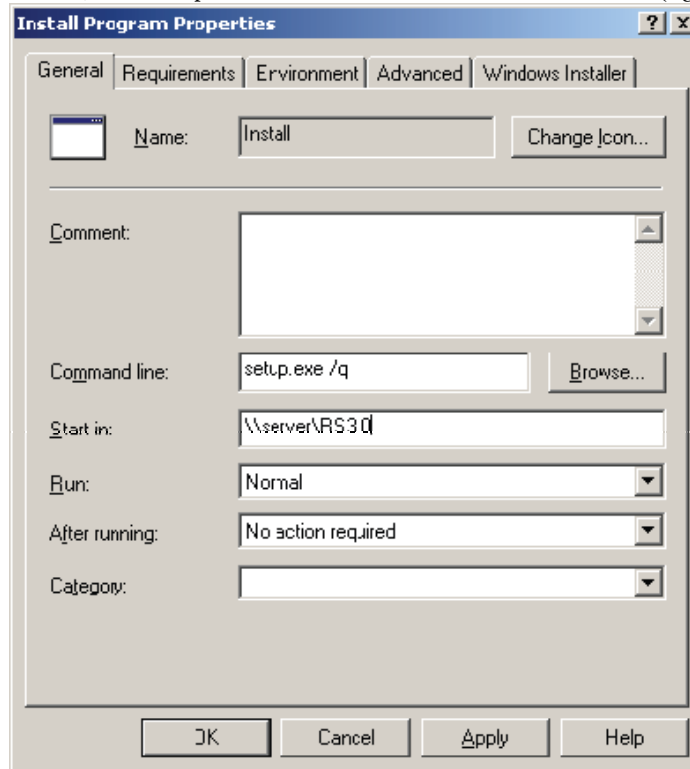 Install Program Properties
General Requirements Environment Advanced Windows Installer
Name: Install Change Icon...
Comment:
Command line: setup.exe /q Browse...
Start in: \\server\RS30
Run: Normal
After running: No action required
Category:
OK Cancel Apply Help